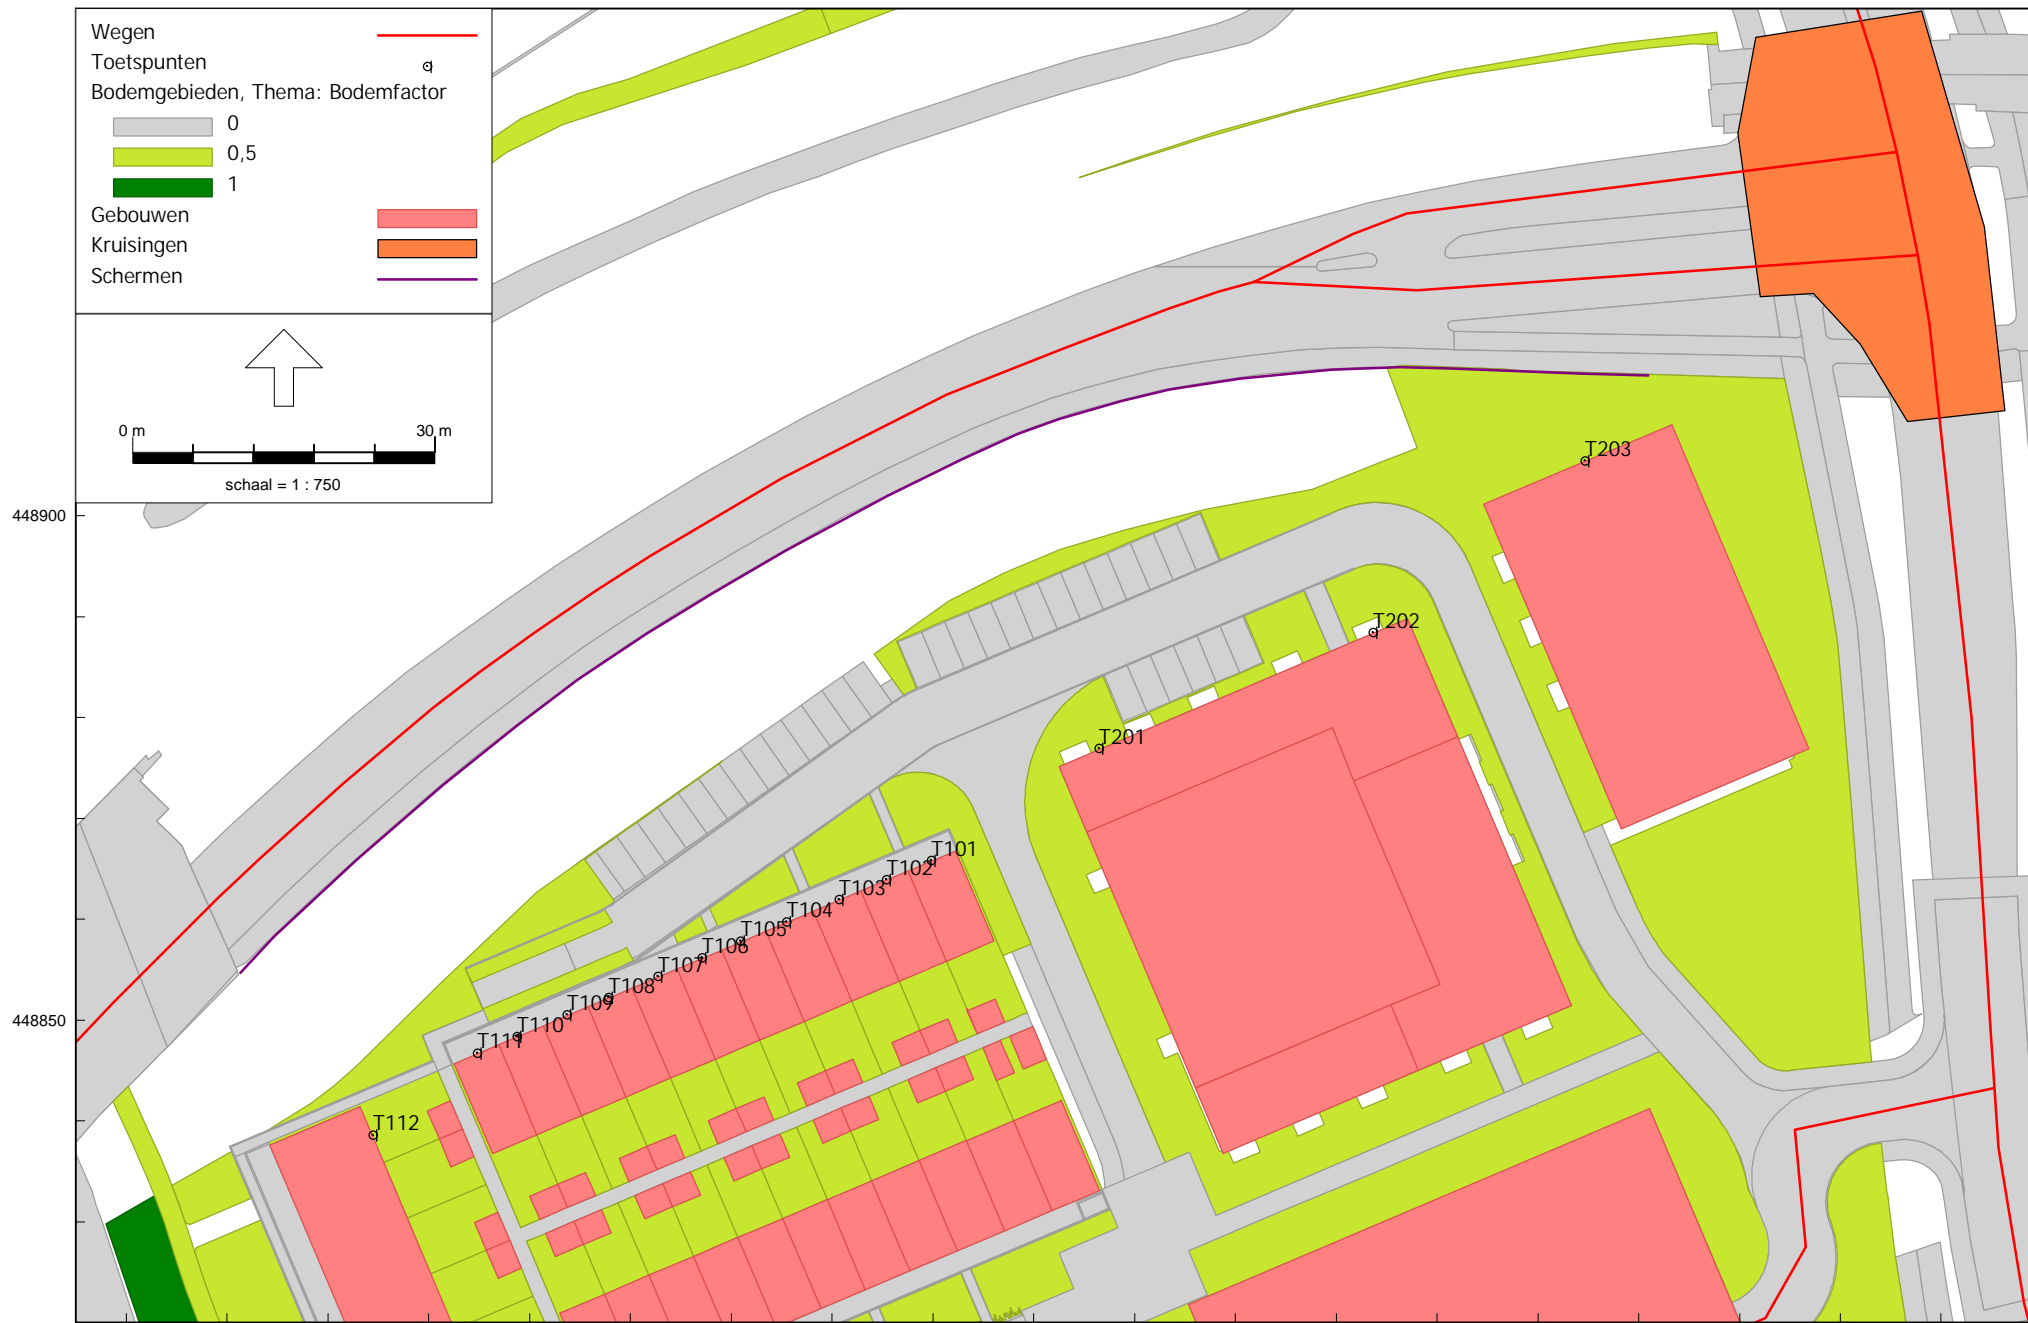 Wegen
Toetspunten
Bodemgebieden, Thema: Bodemfactor
0
0,5
1
Gebouwen
Kruisingen
Schermen
0 m 30 m
schaal = 1 : 750
448900
448850
T203
T202
T201
T101
T102
T103
T104
T105
T106
T107
T108
T109
T110
T111
T112